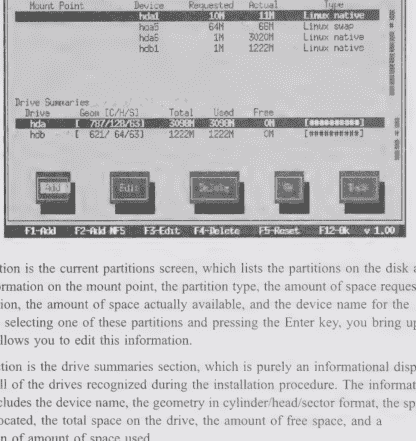 Mount Point Device Requested Actual Type
hda1 10M 11M Linux native
hda5 64M 66M Linux swap
hda6 1M 3020M Linux native
hdb1 1M 1222M Linux native
Drive Summaries
Drive Geom [C/H/S] Total Used Free
hda [ 787/128/63] 3098M 3098M 0M [##########]
hdb [ 621/ 64/63] 1222M 1222M 0M [##########]
Add Edit Delete Ok Back
F1-Add F2-Add NFS F3-Edit F4-Delete F5-Reset F12-Ok v 1.00
tion is the current partitions screen, which lists the partitions on the disk a
ormation on the mount point, the partition type, the amount of space reques
ion, the amount of space actually available, and the device name for the
selecting one of these partitions and pressing the Enter key, you bring up
allows you to edit this information.
ction is the drive summaries section, which is purely an informational disp
ll of the drives recognized during the installation procedure. The informat
cludes the device name, the geometry in cylinder/head/sector format, the sp
ocated, the total space on the drive, the amount of free space, and a
n of amount of space used.